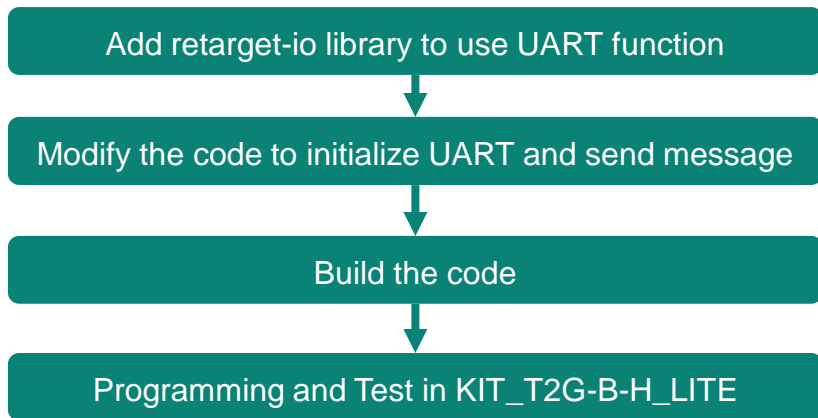 Add retarget-io library to use UART function
Modify the code to initialize UART and send message
Build the code
Programming and Test in KIT_T2G-B-H_LITE